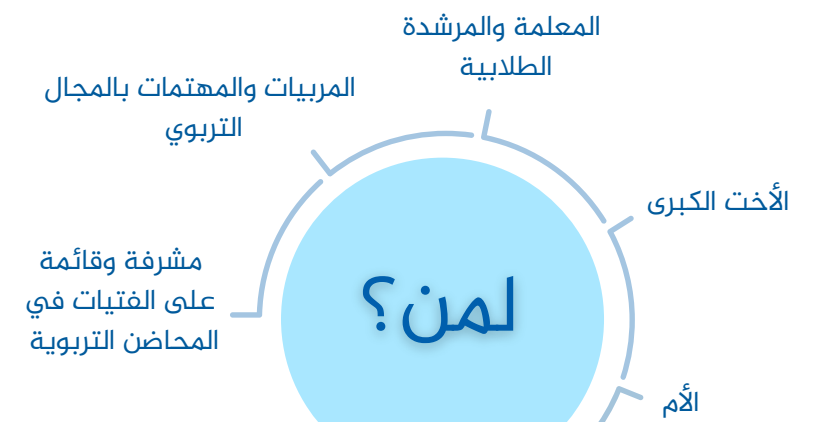 المعلمة والمرشدة
الطلابية
المربيات والمهتمات بالمجال
التربوي
الأخت الكبرى
مشرفة وقائمة
على الفتيات في
المحاضن التربوية
لمن؟
الأم